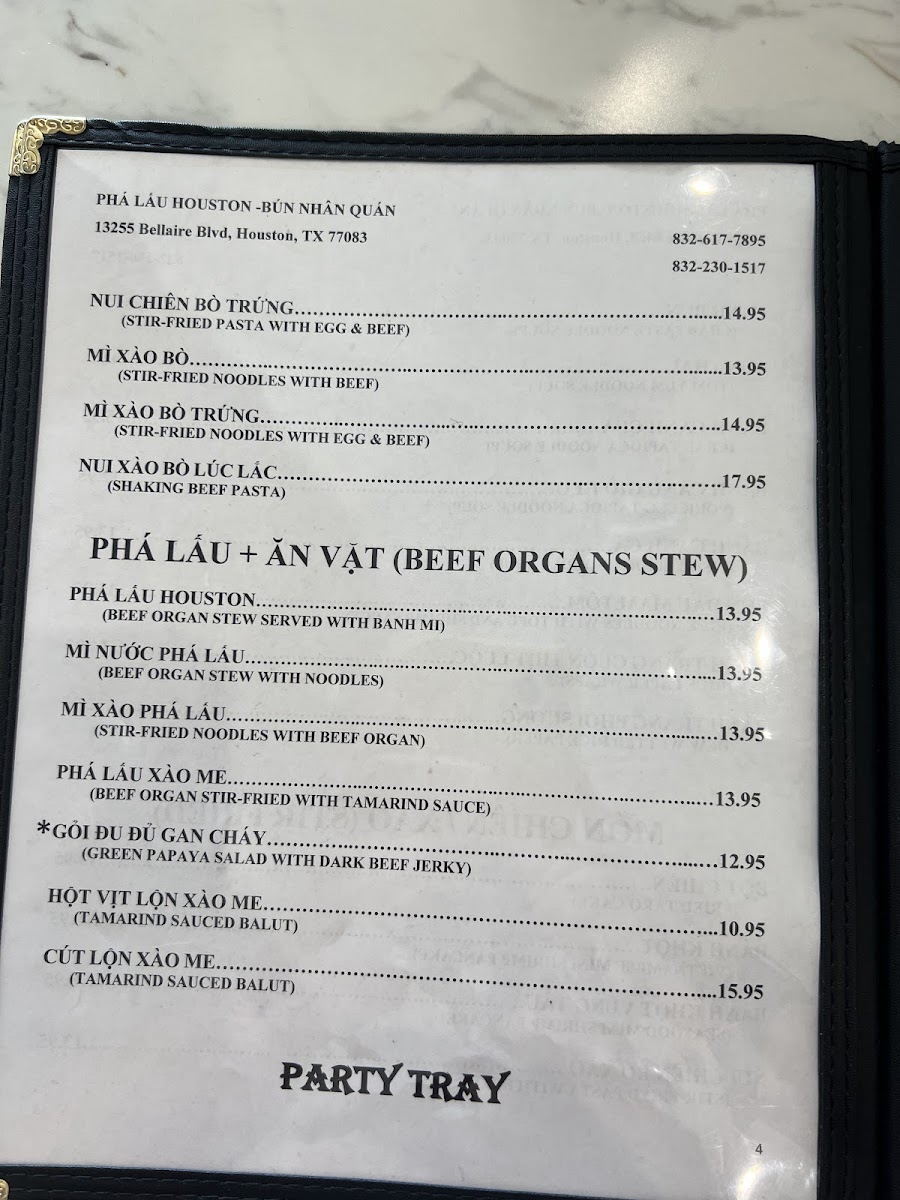 PHÁ LẤU HOUSTON -BÚN NHÂN QUÁN
13255 Bellaire Blvd, Houston, TX 77083
832-617-7895
832-230-1517
NUI CHIÊN BÒ TRỨNG 14.95
(STIR-FRIED PASTA WITH EGG & BEEF)
MÌ XÀO BÒ 13.95
(STIR-FRIED NOODLES WITH BEEF)
MÌ XÀO BÒ TRỨNG 14.95
(STIR-FRIED NOODLES WITH EGG & BEEF)
NUI XÀO BÒ LÚC LẮC 17.95
(SHAKING BEEF PASTA)
PHÁ LẤU + ĂN VẶT (BEEF ORGANS STEW)
PHÁ LẤU HOUSTON 13.95
(BEEF ORGAN STEW SERVED WITH BANH MI)
MÌ NƯỚC PHÁ LẤU 13.95
(BEEF ORGAN STEW WITH NOODLES)
MÌ XÀO PHÁ LẤU 13.95
(STIR-FRIED NOODLES WITH BEEF ORGAN)
PHÁ LẤU XÀO ME 13.95
(BEEF ORGAN STIR-FRIED WITH TAMARIND SAUCE)
*GỎI ĐU ĐỦ GAN CHÁY 12.95
(GREEN PAPAYA SALAD WITH DARK BEEF JERKY)
HỘT VỊT LỘN XÀO ME 10.95
(TAMARIND SAUCED BALUT)
CÚT LỘN XÀO ME 15.95
(TAMARIND SAUCED BALUT)
PARTY TRAY
4